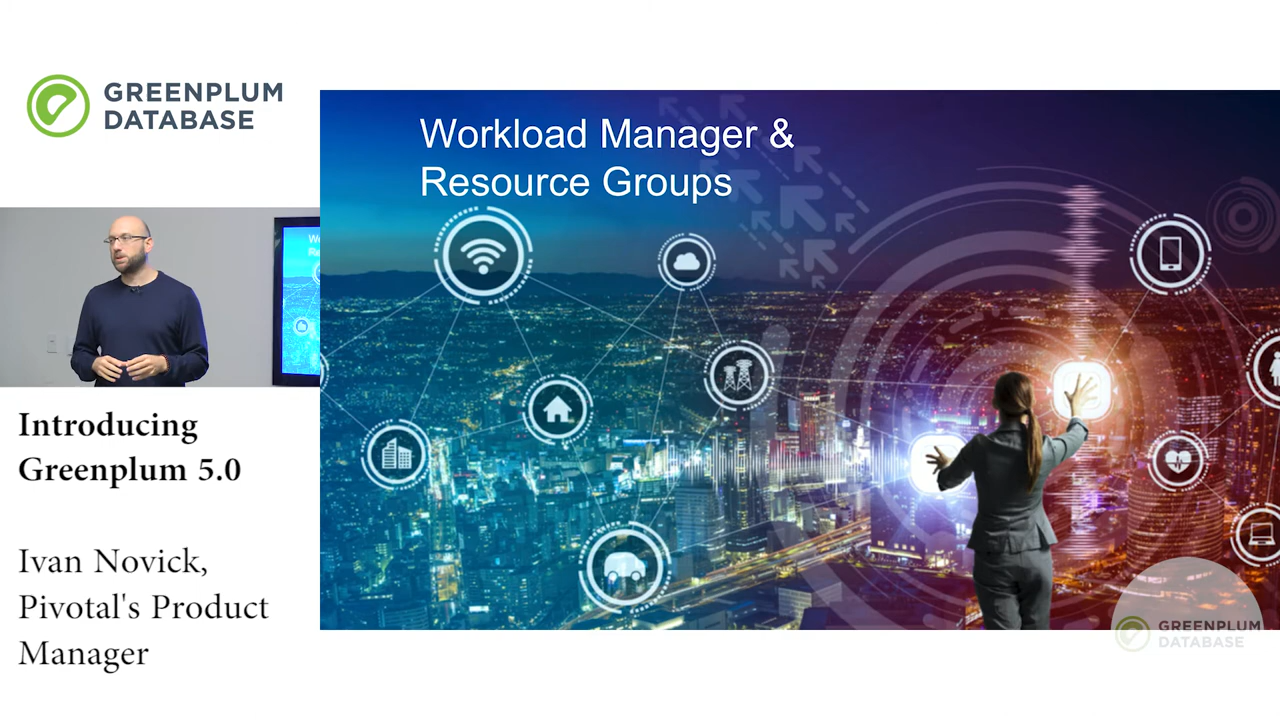 GREENPLUM
DATABASE
Workload Manager &
Resource Groups
Introducing
Greenplum 5.0
Ivan Novick,
Pivotal's Product
Manager
GREENPLUM
DATABASE